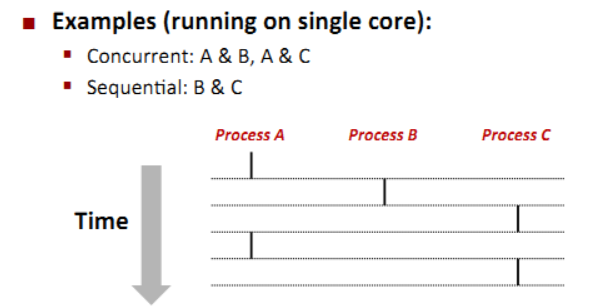 Examples (running on single core):
Concurrent: A & B, A & C
Sequential: B & C
Process A Process B Process C
Time